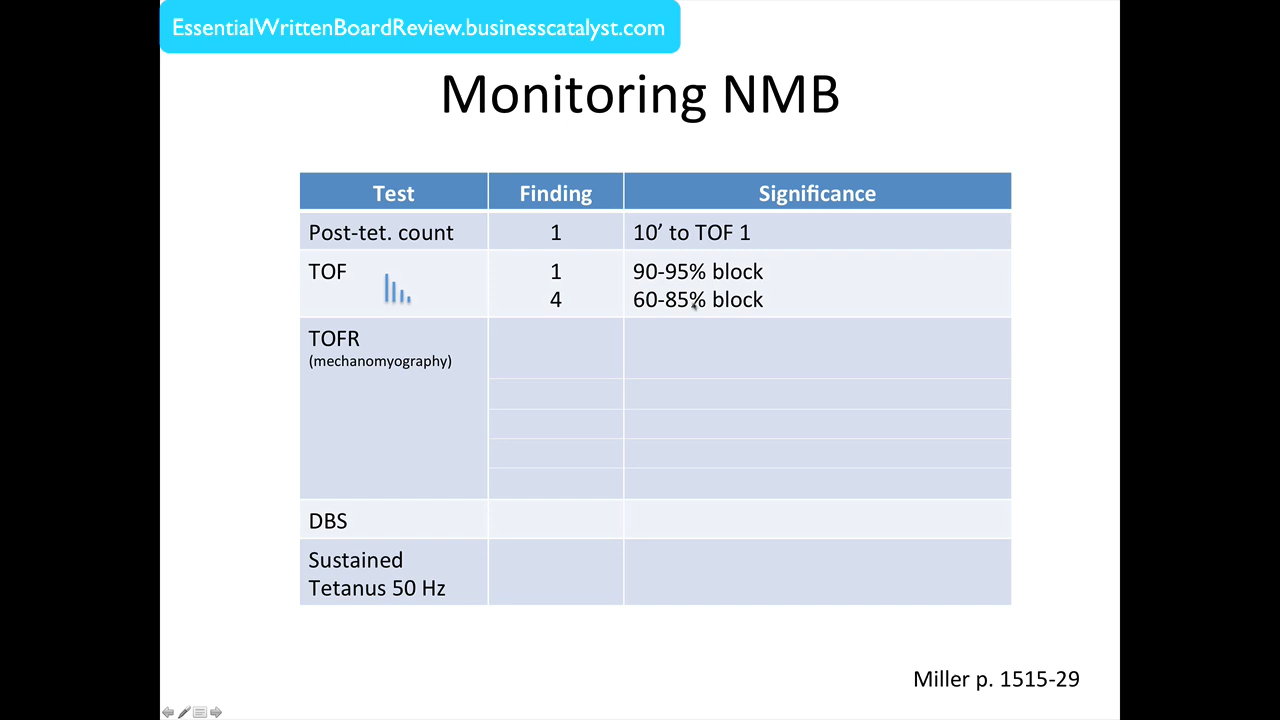 EssentialWrittenBoardReview.businesscatalyst.com
Monitoring NMB
Test Finding Significance
Post-tet. count 1 10’ to TOF 1
TOF 1 90-95% block
4 60-85% block
TOFR
(mechanomyography)
DBS
Sustained
Tetanus 50 Hz
Miller p. 1515-29